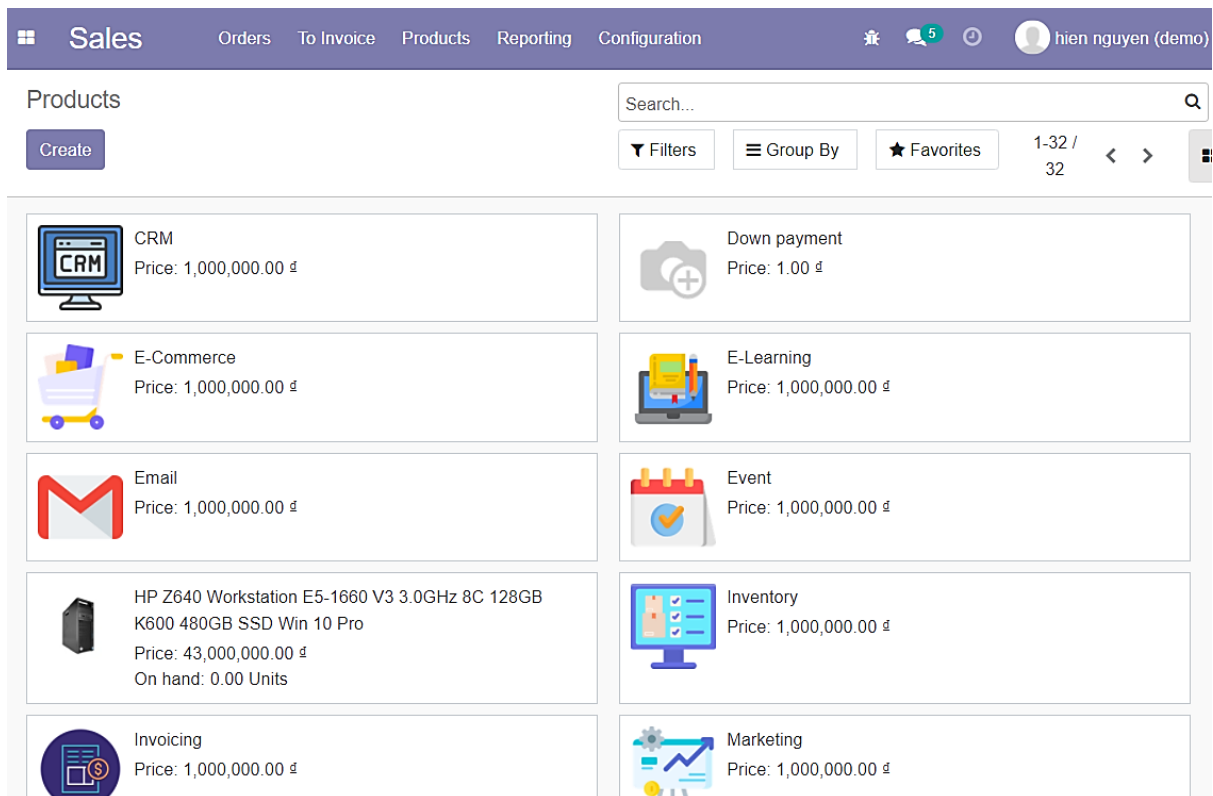 Sales Orders To Invoice Products Reporting Configuration 5 hien nguyen (demo)
Products
Search...
Create
Filters Group By Favorites 1-32 /
32
CRM
Price: 1,000,000.00 ₫
CRM
Down payment
Price: 1.00 ₫
E-Commerce
Price: 1,000,000.00 ₫
E-Learning
Price: 1,000,000.00 ₫
Email
Price: 1,000,000.00 ₫
Event
Price: 1,000,000.00 ₫
HP Z640 Workstation E5-1660 V3 3.0GHz 8C 128GB
K600 480GB SSD Win 10 Pro
Price: 43,000,000.00 ₫
On hand: 0.00 Units
Inventory
Price: 1,000,000.00 ₫
Invoicing
Price: 1,000,000.00 ₫
$
Marketing
Price: 1,000,000.00 ₫